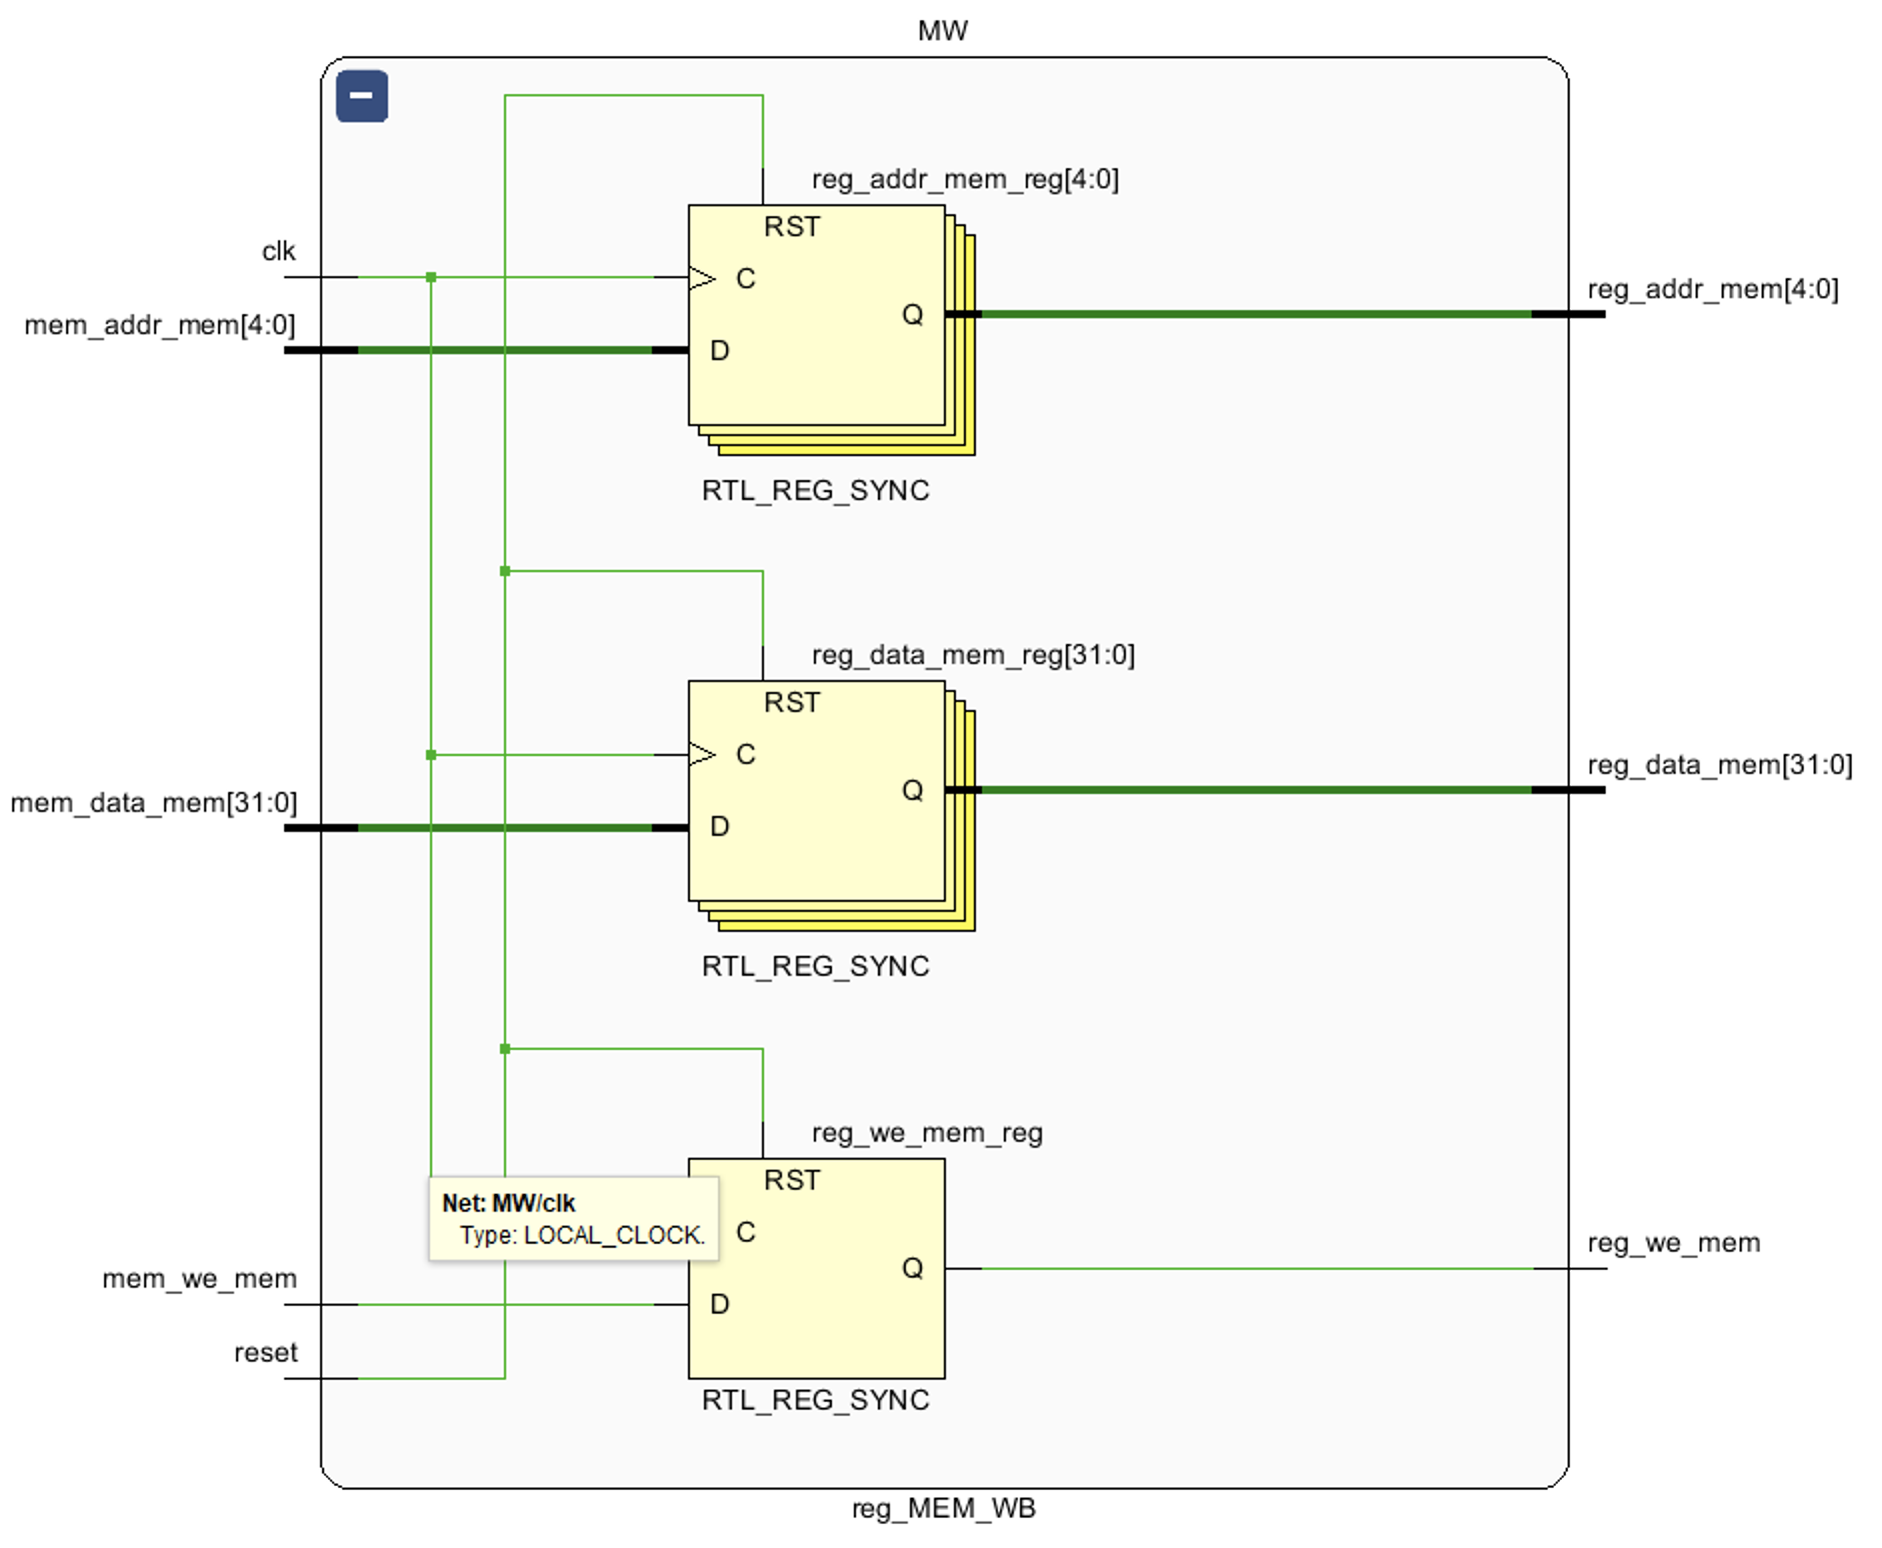 MW
reg_addr_mem_reg[4:0]
RST
clk
C
reg_addr_mem[4:0]
Q
mem_addr_mem[4:0]
D
RTL_REG_SYNC
reg_data_mem_reg[31:0]
RST
C
reg_data_mem[31:0]
Q
mem_data_mem[31:0]
D
RTL_REG_SYNC
reg_we_mem_reg
RST
Net: MW/clk
Type: LOCAL_CLOCK.
C
reg_we_mem
Q
mem_we_mem
D
reset
RTL_REG_SYNC
reg_MEM_WB